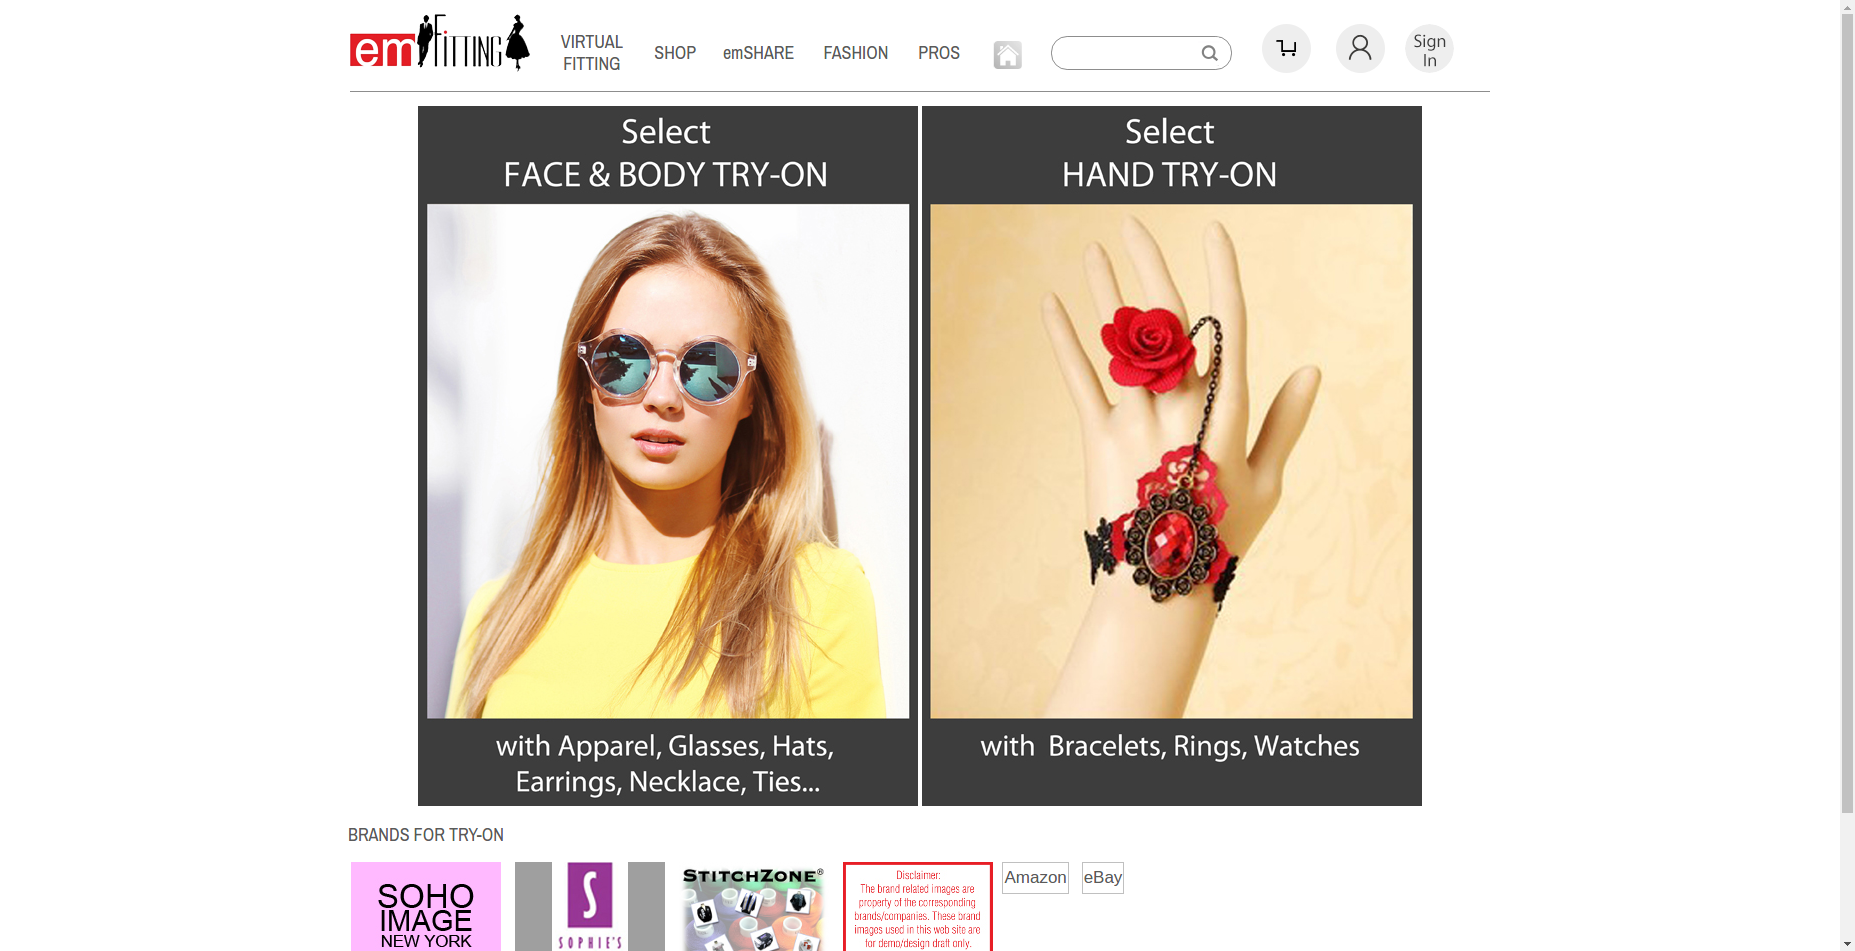 emFITTING
VIRTUAL
FITTING
SHOP
emSHARE
FASHION
PROS
Sign
In
Select
FACE & BODY TRY-ON
with Apparel, Glasses, Hats,
Earrings, Necklace, Ties...
Select
HAND TRY-ON
with Bracelets, Rings, Watches
BRANDS FOR TRY-ON
SOHO
IMAGE
NEW YORK
S
SOPHIE'S
STITCHZONE®
Disclaimer:
The brand related images are
property of the corresponding
brands/companies. These brand
images used in this web site are
for demo/design draft only.
Amazon
eBay